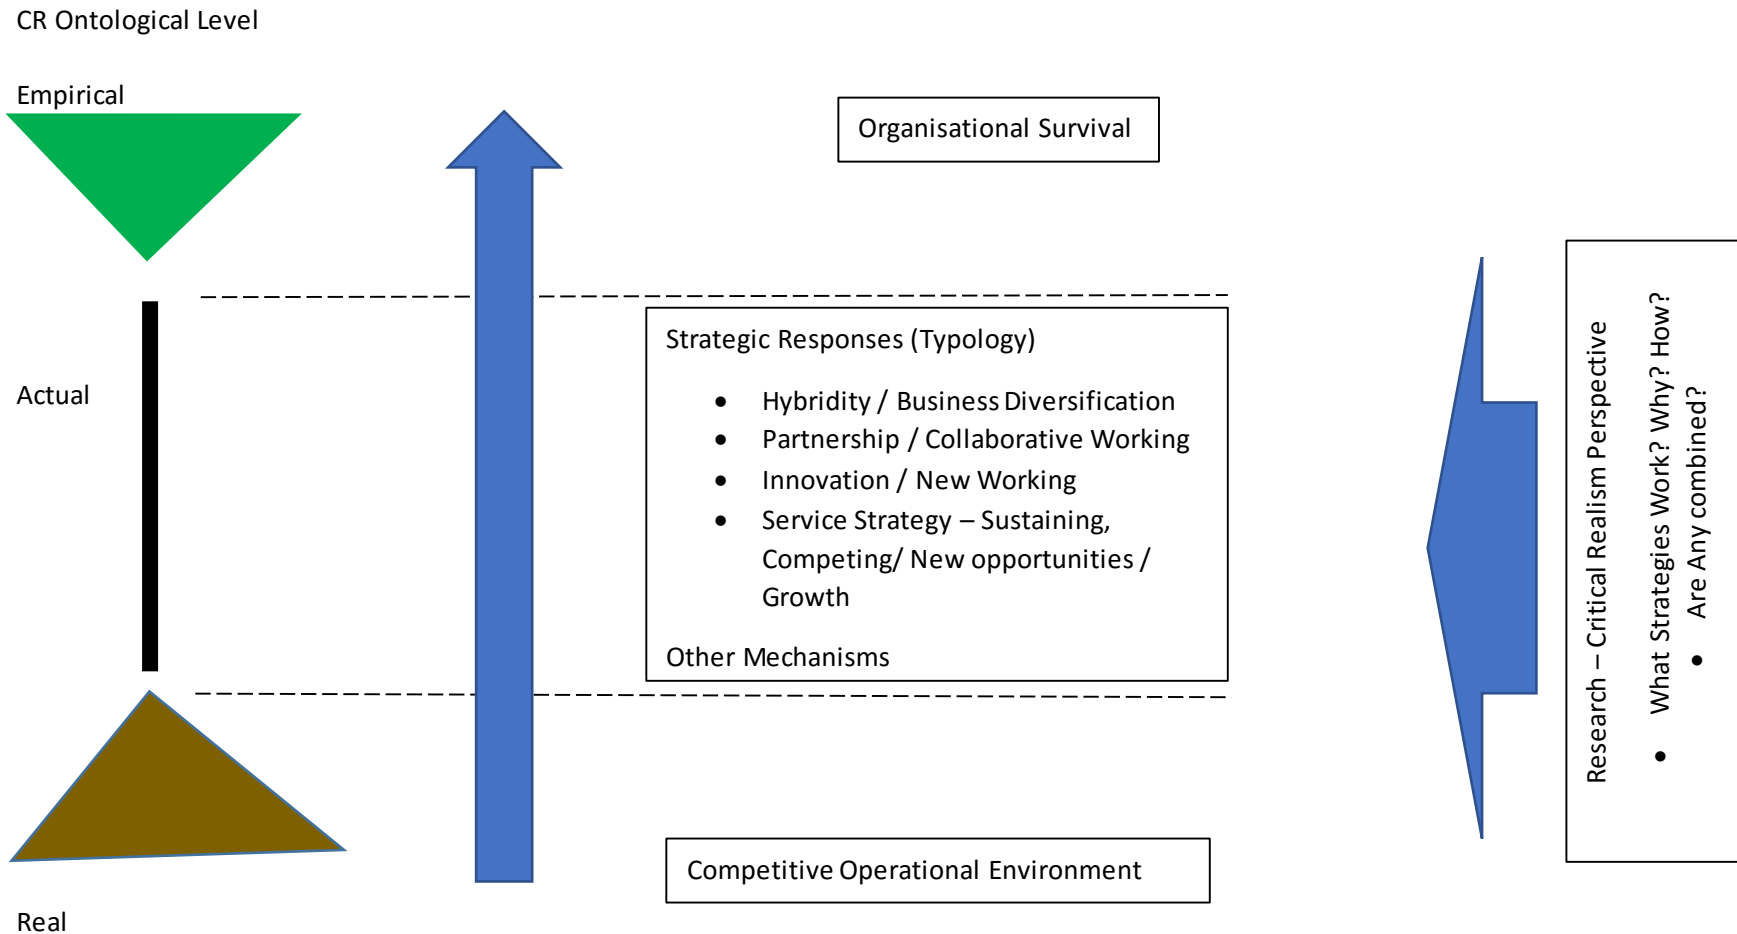 CR Ontological Level
Empirical
Organisational Survival
Strategic Responses (Typology)
• Hybridity / Business Diversification
• Partnership / Collaborative Working
Actual
• Innovation / New Working
• Service Strategy – Sustaining,
Competing/ New opportunities /
Growth
Other Mechanisms
Competitive Operational Environment
Real
Research – Critical Realism Perspective
• What Strategies Work? Why? How?
• Are Any combined?